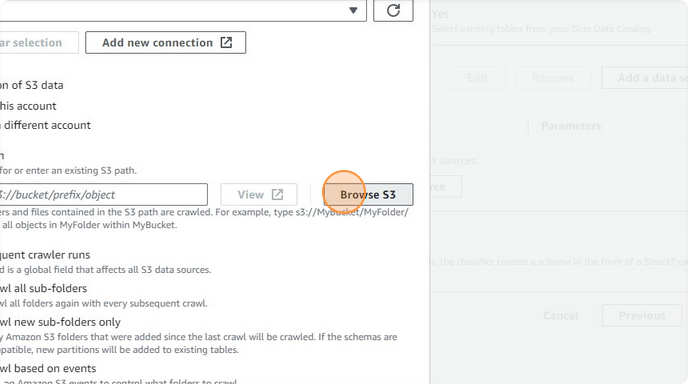 Yes
Select existing tables from your Glue Data Catalog.
ar selection
Add new connection
Edit
Remove
Add a data
on of S3 data
his account
different account
Parameters
for or enter an existing S3 path.
sources.
3://bucket/prefix/object
View
Browse S3
ers and files contained in the S3 path are crawled. For example, type s3://MyBucket/MyFolder/
all objects in MyFolder within MyBucket.
quent crawler runs
ed is a global field that affects all S3 data sources.
, the classifier creates a schema in the form of a StructType
wl all sub-folders
wl all folders again with every subsequent crawl.
Cancel
Previous
wl new sub-folders only
y Amazon S3 folders that were added since the last crawl will be crawled. If the schemas are
patible, new partitions will be added to existing tables.
wl based on events
an Amazon S3 events to control what folders to crawl.